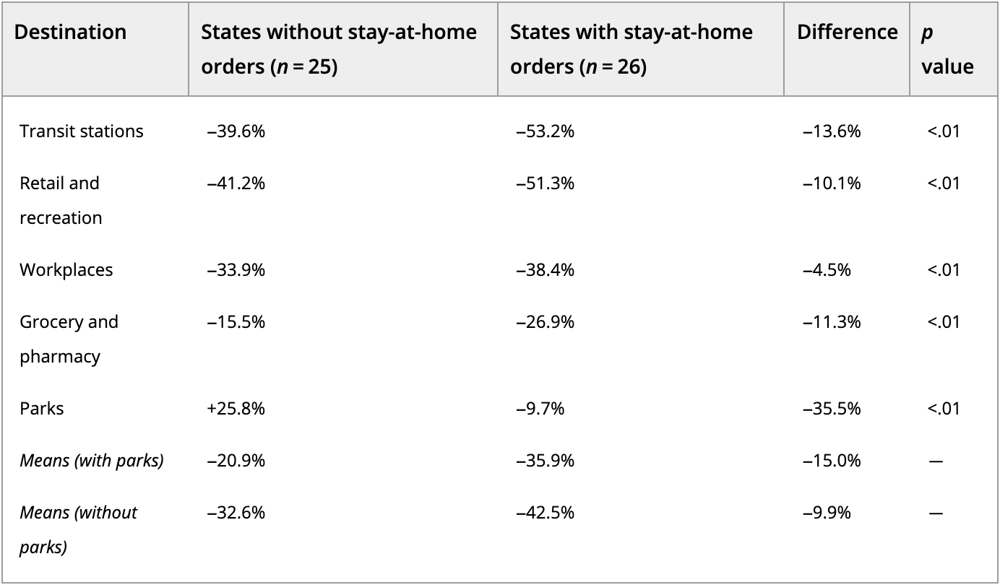 Destination States without stay-at-home States with stay-at-home Difference p
orders (n = 25) orders (n = 26) value
Transit stations –39.6% –53.2% –13.6% <.01
Retail and –41.2% –51.3% –10.1% <.01
recreation
Workplaces –33.9% –38.4% –4.5% <.01
Grocery and –15.5% –26.9% –11.3% <.01
pharmacy
Parks +25.8% –9.7% –35.5% <.01
Means (with parks) –20.9% –35.9% –15.0% —
Means (without –32.6% –42.5% –9.9% —
parks)